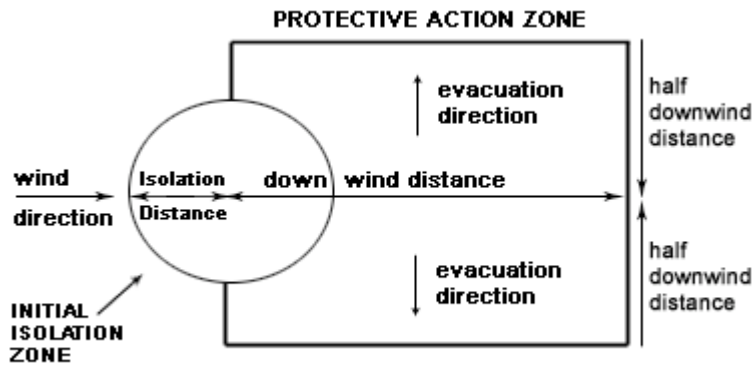 PROTECTIVE ACTION ZONE
evacuation
direction
half
downwind
distance
wind
direction
Isolation
Distance
down wind distance
evacuation
direction
half
downwind
distance
INITIAL
ISOLATION
ZONE